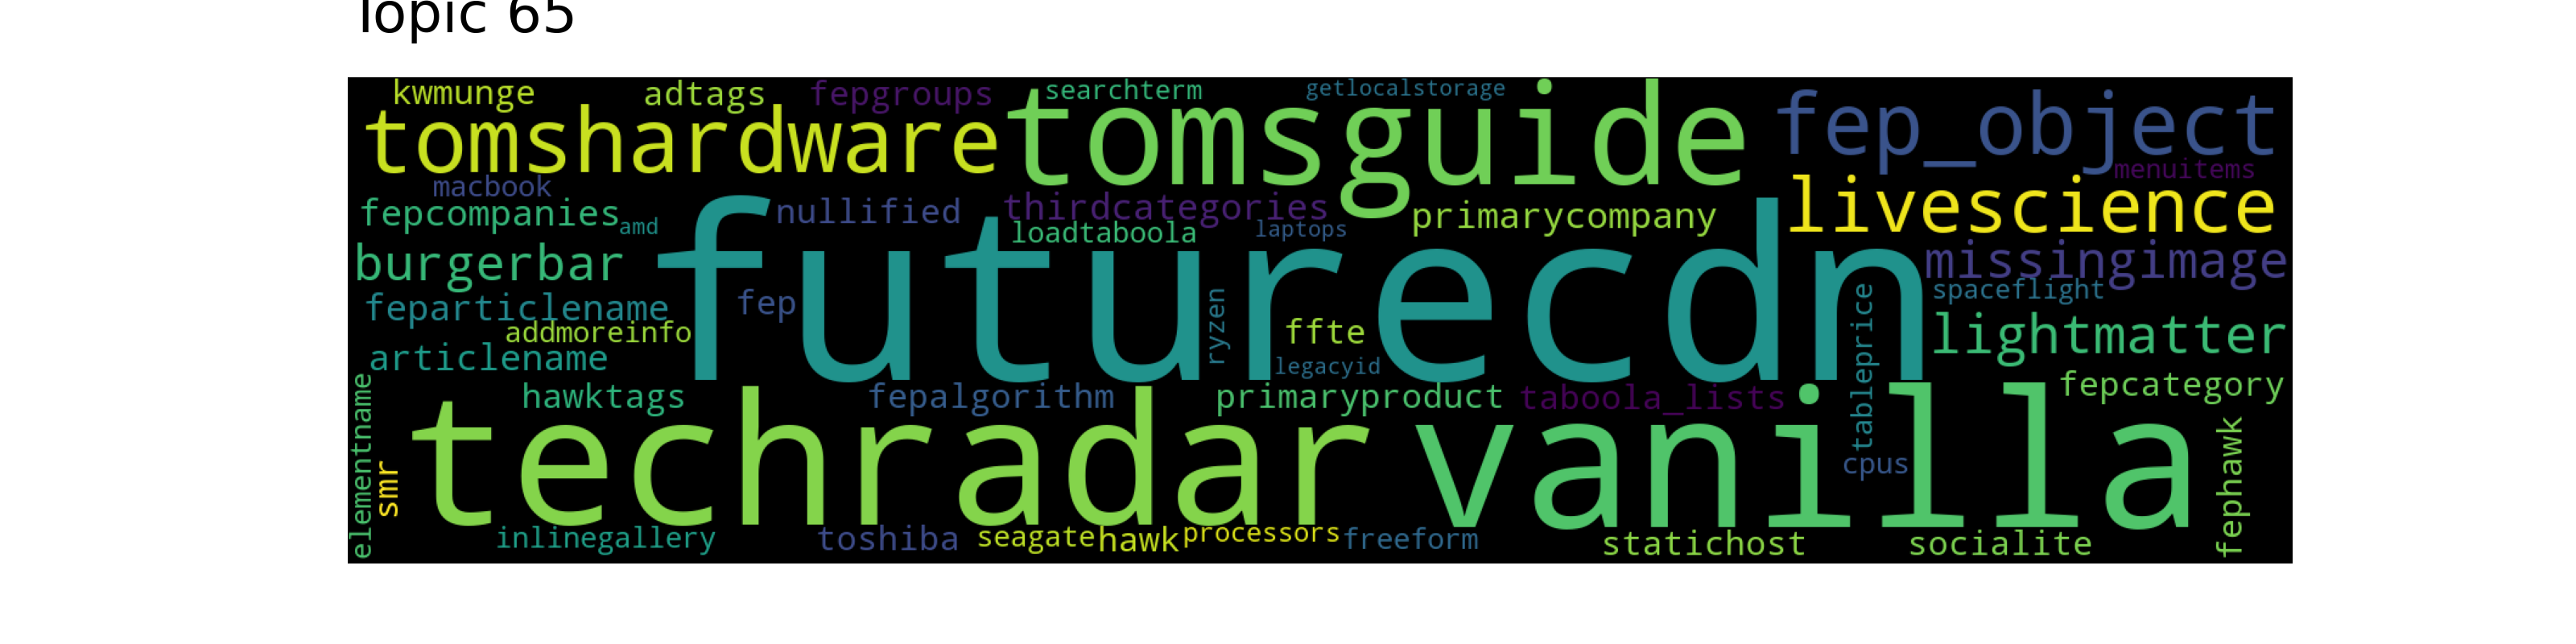 Topic 65
kwmunge adtags fepgroups searchterm getlocalstorage
tomshardware tomsguide fep_object
macbook menuitems
fepcompanies amd nullified thirdcategories primarycompany livescience
loadtaboola laptops
burgerbar futurecdn missingimage
feparticlename fep ryzen spaceflight
addmoreinfo ffte tableprice lightmatter
articlename legacyid
elementname hawktags fepalgorithm primaryproduct taboola_lists fepcategory
smr techradar vanilla cpus fephawk
inlinegallery toshiba seagate hawk processors freeform statichost socialite